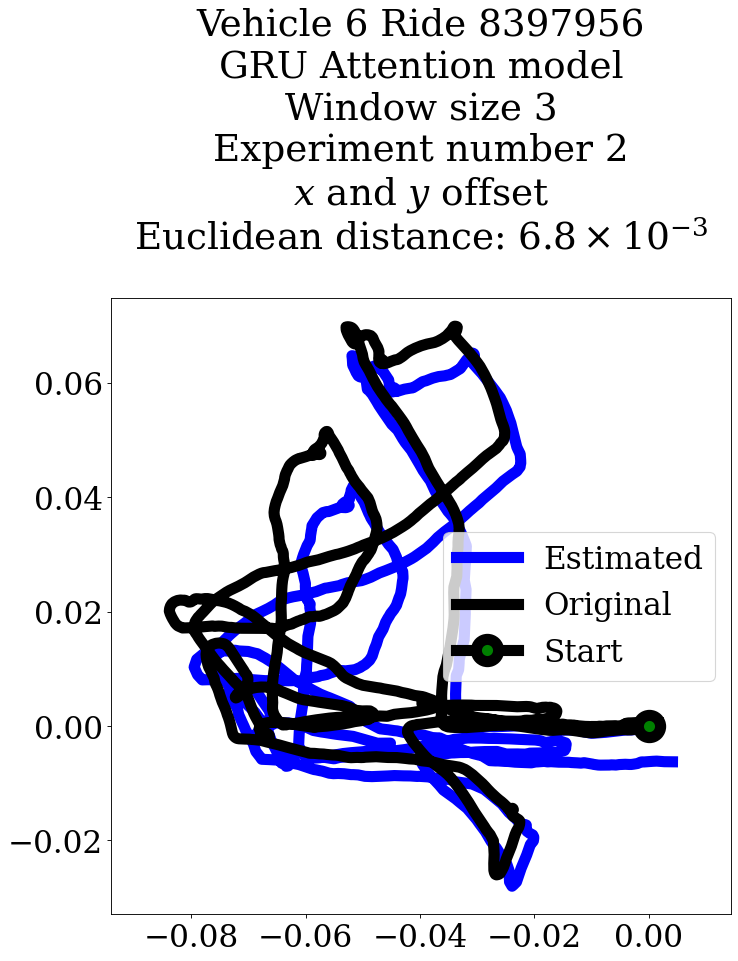 Vehicle 6 Ride 8397956
GRU Attention model
Window size 3
Experiment number 2
x and y offset
Euclidean distance: 6.8 × 10⁻³
0.06
0.04
0.02
0.00
−0.02
Estimated
Original
Start
−0.08 −0.06 −0.04 −0.02 0.00